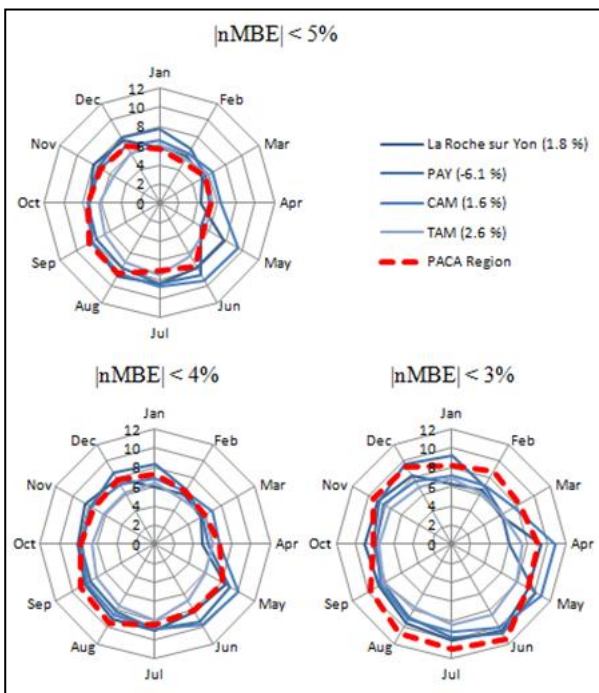 |nMBE| < 5%
Jan
Feb
Mar
Apr
May
Jun
Jul
Aug
Sep
Oct
Nov
Dec
12
10
8
6
4
2
0
La Roche sur Yon (1.8 %)
PAY (-6.1 %)
CAM (1.6 %)
TAM (2.6 %)
PACA Region
|nMBE| < 4%
Jan
Feb
Mar
Apr
May
Jun
Jul
Aug
Sep
Oct
Nov
Dec
12
10
8
6
4
2
0
|nMBE| < 3%
Jan
Feb
Mar
Apr
May
Jun
Jul
Aug
Sep
Oct
Nov
Dec
12
10
8
6
4
2
0